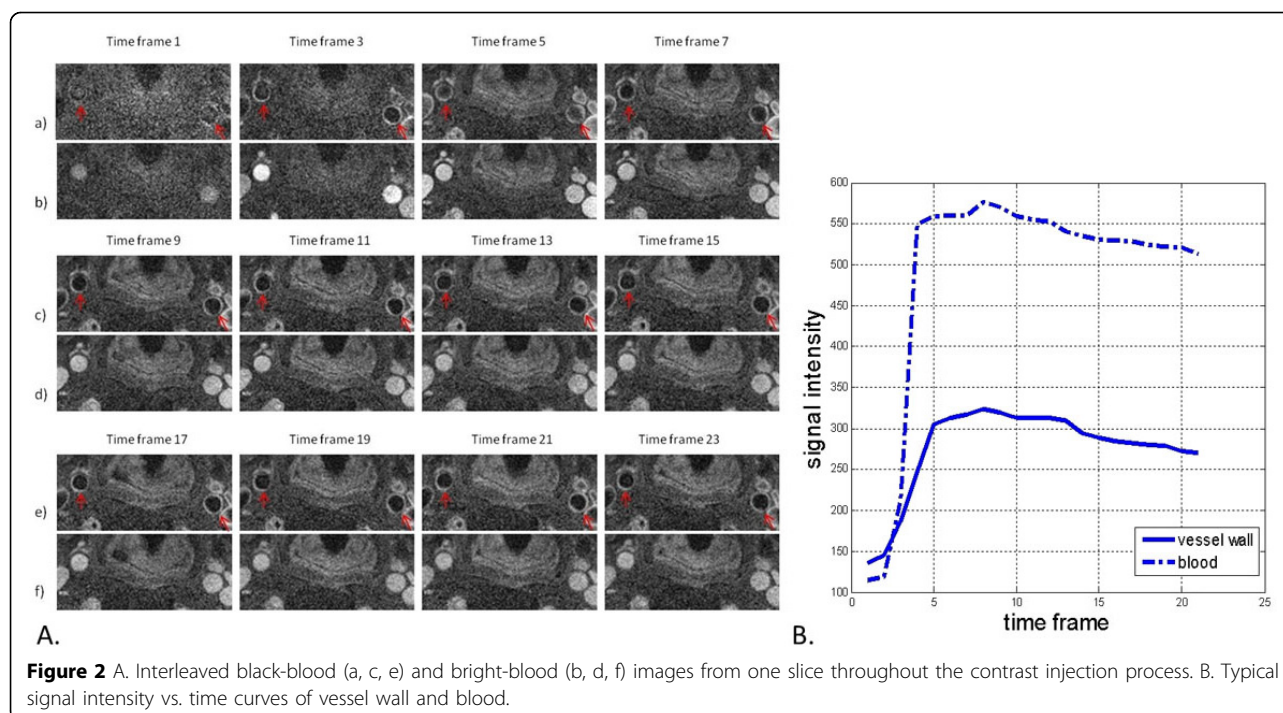 Time frame 1 Time frame 3 Time frame 5 Time frame 7
a)
b)
Time frame 9 Time frame 11 Time frame 13 Time frame 15
c)
d)
Time frame 17 Time frame 19 Time frame 21 Time frame 23
e)
f)
A.
600
550
500
450
400
350
300
250
200
150
100
signal intensity
0 5 10 15 20 25
time frame
vessel wall
blood
B.
Figure 2 A. Interleaved black-blood (a, c, e) and bright-blood (b, d, f) images from one slice throughout the contrast injection process. B. Typical
signal intensity vs. time curves of vessel wall and blood.